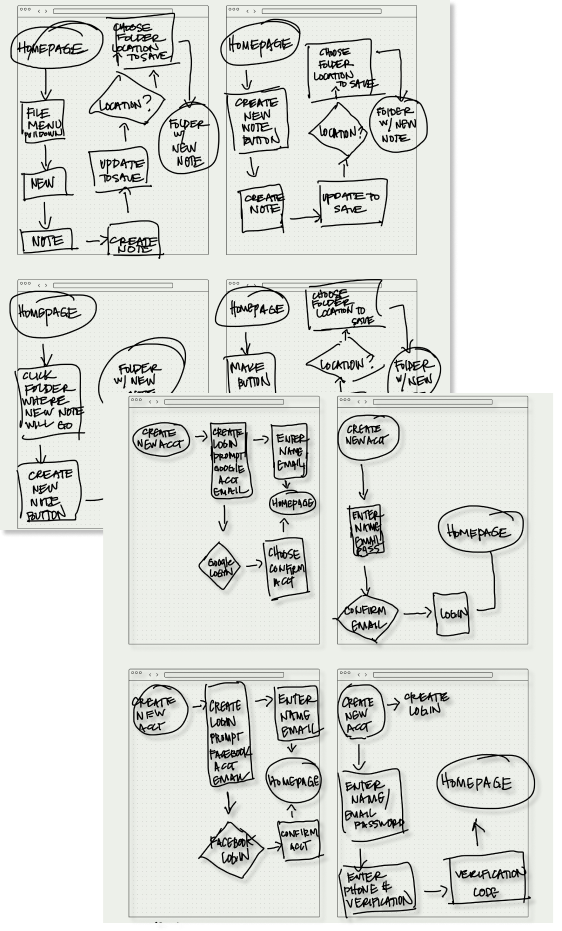 HOMEPAGE
FILE
MENU
NEW
NOTE
CREATE
NOTE
UPDATE
TO SAVE
LOCATION?
CHOOSE
FOLDER
LOCATION
TO SAVE
FOLDER
W/ NEW
NOTE
HOMEPAGE
CREATE
NEW
NOTE
BUTTON
CREATE
NOTE
UPDATE TO
SAVE
LOCATION?
CHOOSE
FOLDER
LOCATION
TO SAVE
FOLDER
W/ NEW
NOTE
HOMEPAGE
CLICK
FOLDER
WHERE
NEW NOTE
WILL GO
CREATE
NEW
NOTE
BUTTON
FOLDER
W/ NEW
HOMEPAGE
MAKE
BUTTON
LOCATION?
CHOOSE
FOLDER
LOCATION TO
SAVE
FOLDER
W/ NEW
CREATE
NEW ACCT
CREATE
LOGIN
PROMPT
GOOGLE
ACCT
EMAIL
ENTER
NAME
EMAIL
HOMEPAGE
GOOGLE
LOGIN
CHOOSE
CONFIRM
ACCT
CREATE
NEW ACCT
ENTER
NAME
EMAIL
PASS
CONFIRM
EMAIL
LOGIN
HOMEPAGE
CREATE
NEW
ACCT
CREATE
LOGIN
PROMPT
FACEBOOK
ACCT
EMAIL
ENTER
NAME
EMAIL
HOMEPAGE
FACEBOOK
LOGIN
CONFIRM
ACCT
CREATE
NEW
ACCT
CREATE
LOGIN
ENTER
NAME/
EMAIL
PASSWORD
ENTER
PHONE &
VERIFICATION
VERIFICATION
CODE
HOMEPAGE